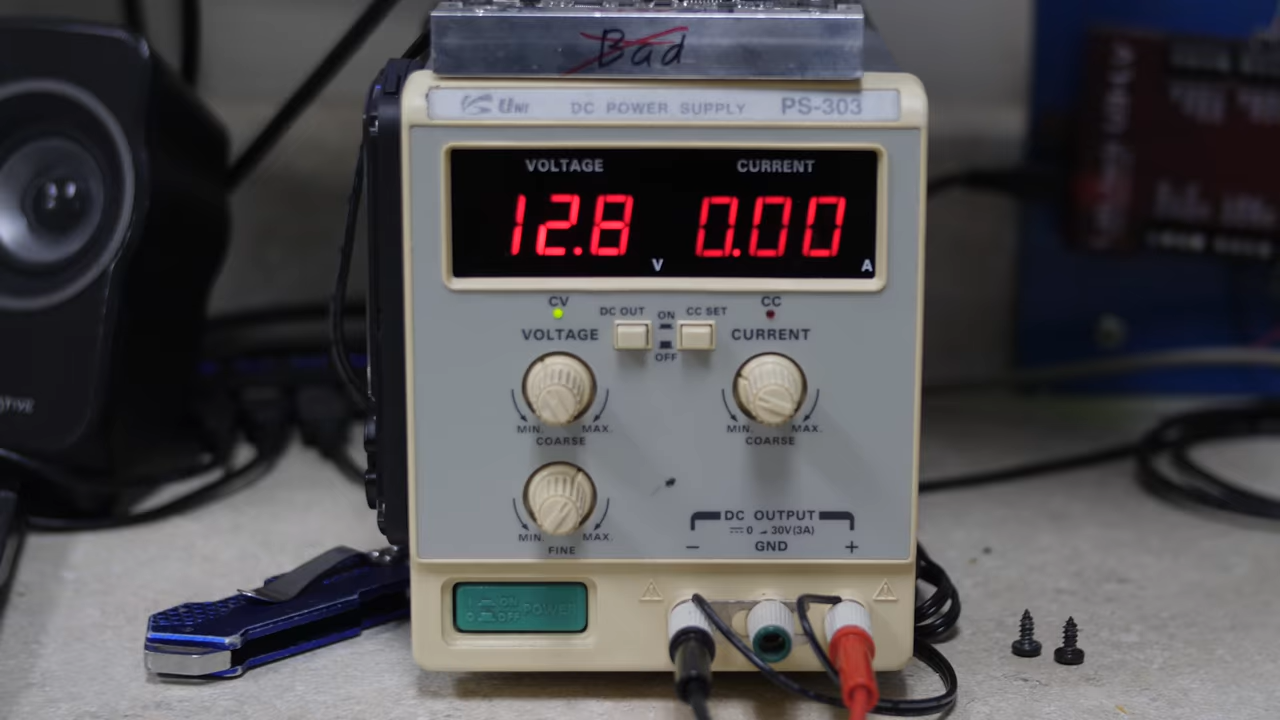 Bad
UNI DC POWER SUPPLY PS-303
VOLTAGE CURRENT
12.8 V 0.00 A
CV CC
DC OUT ON CC SET
VOLTAGE CURRENT
OFF
MIN. MAX. MIN. MAX.
COARSE COARSE
DC OUTPUT
0 30V(3A)
MIN. MAX. − GND +
FINE
I ON POWER
O OFF